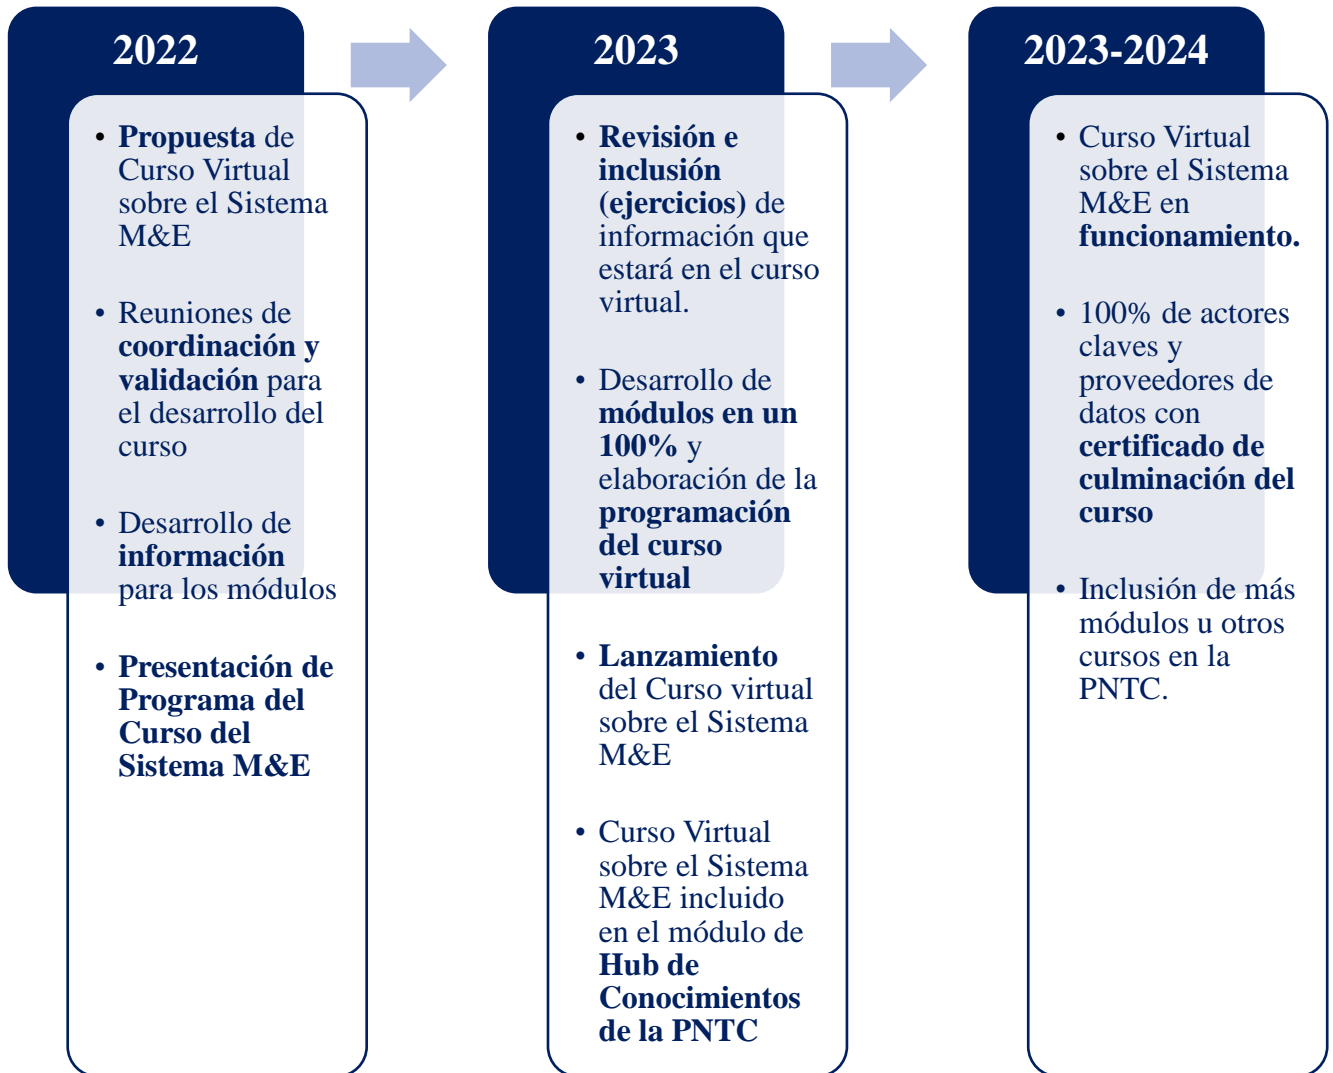 2022
• Propuesta de
Curso Virtual
sobre el Sistema
M&E
• Reuniones de
coordinación y
validación para
el desarrollo del
curso
• Desarrollo de
información
para los módulos
• Presentación de
Programa del
Curso del
Sistema M&E
2023
• Revisión e
inclusión
(ejercicios) de
información que
estará en el curso
virtual.
• Desarrollo de
módulos en un
100% y
elaboración de la
programación
del curso
virtual
• Lanzamiento
del Curso virtual
sobre el Sistema
M&E
• Curso Virtual
sobre el Sistema
M&E incluido
en el módulo de
Hub de
Conocimientos
de la PNTC
2023-2024
• Curso Virtual
sobre el Sistema
M&E en
funcionamiento.
• 100% de actores
claves y
proveedores de
datos con
certificado de
culminación del
curso
• Inclusión de más
módulos u otros
cursos en la
PNTC.